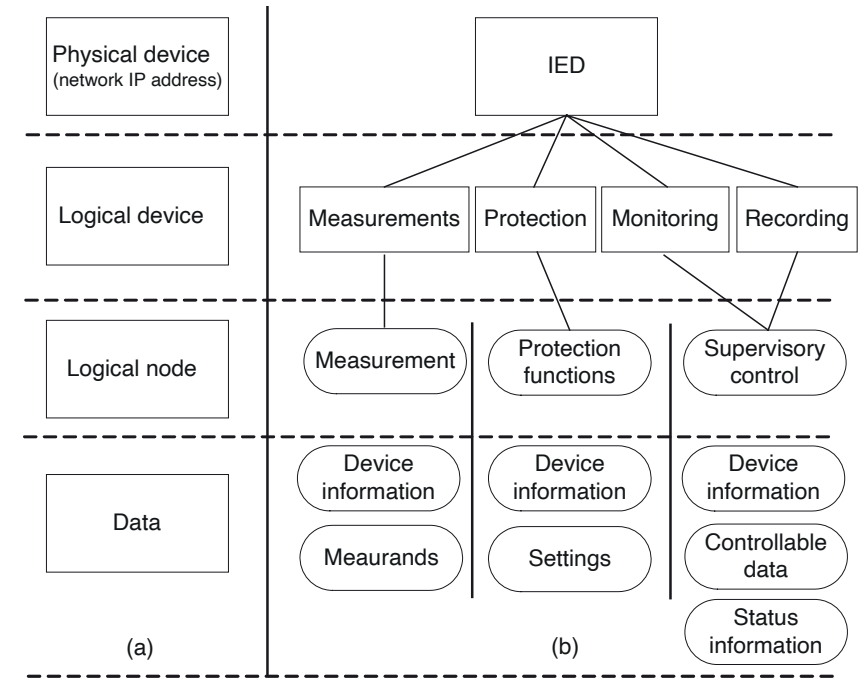 Physical device
(network IP address)
IED
Logical device
Measurements
Protection
Monitoring
Recording
Logical node
Measurement
Protection
functions
Supervisory
control
Data
Device
information
Device
information
Device
information
Meaurands
Settings
Controllable
data
Status
information
(a)
(b)